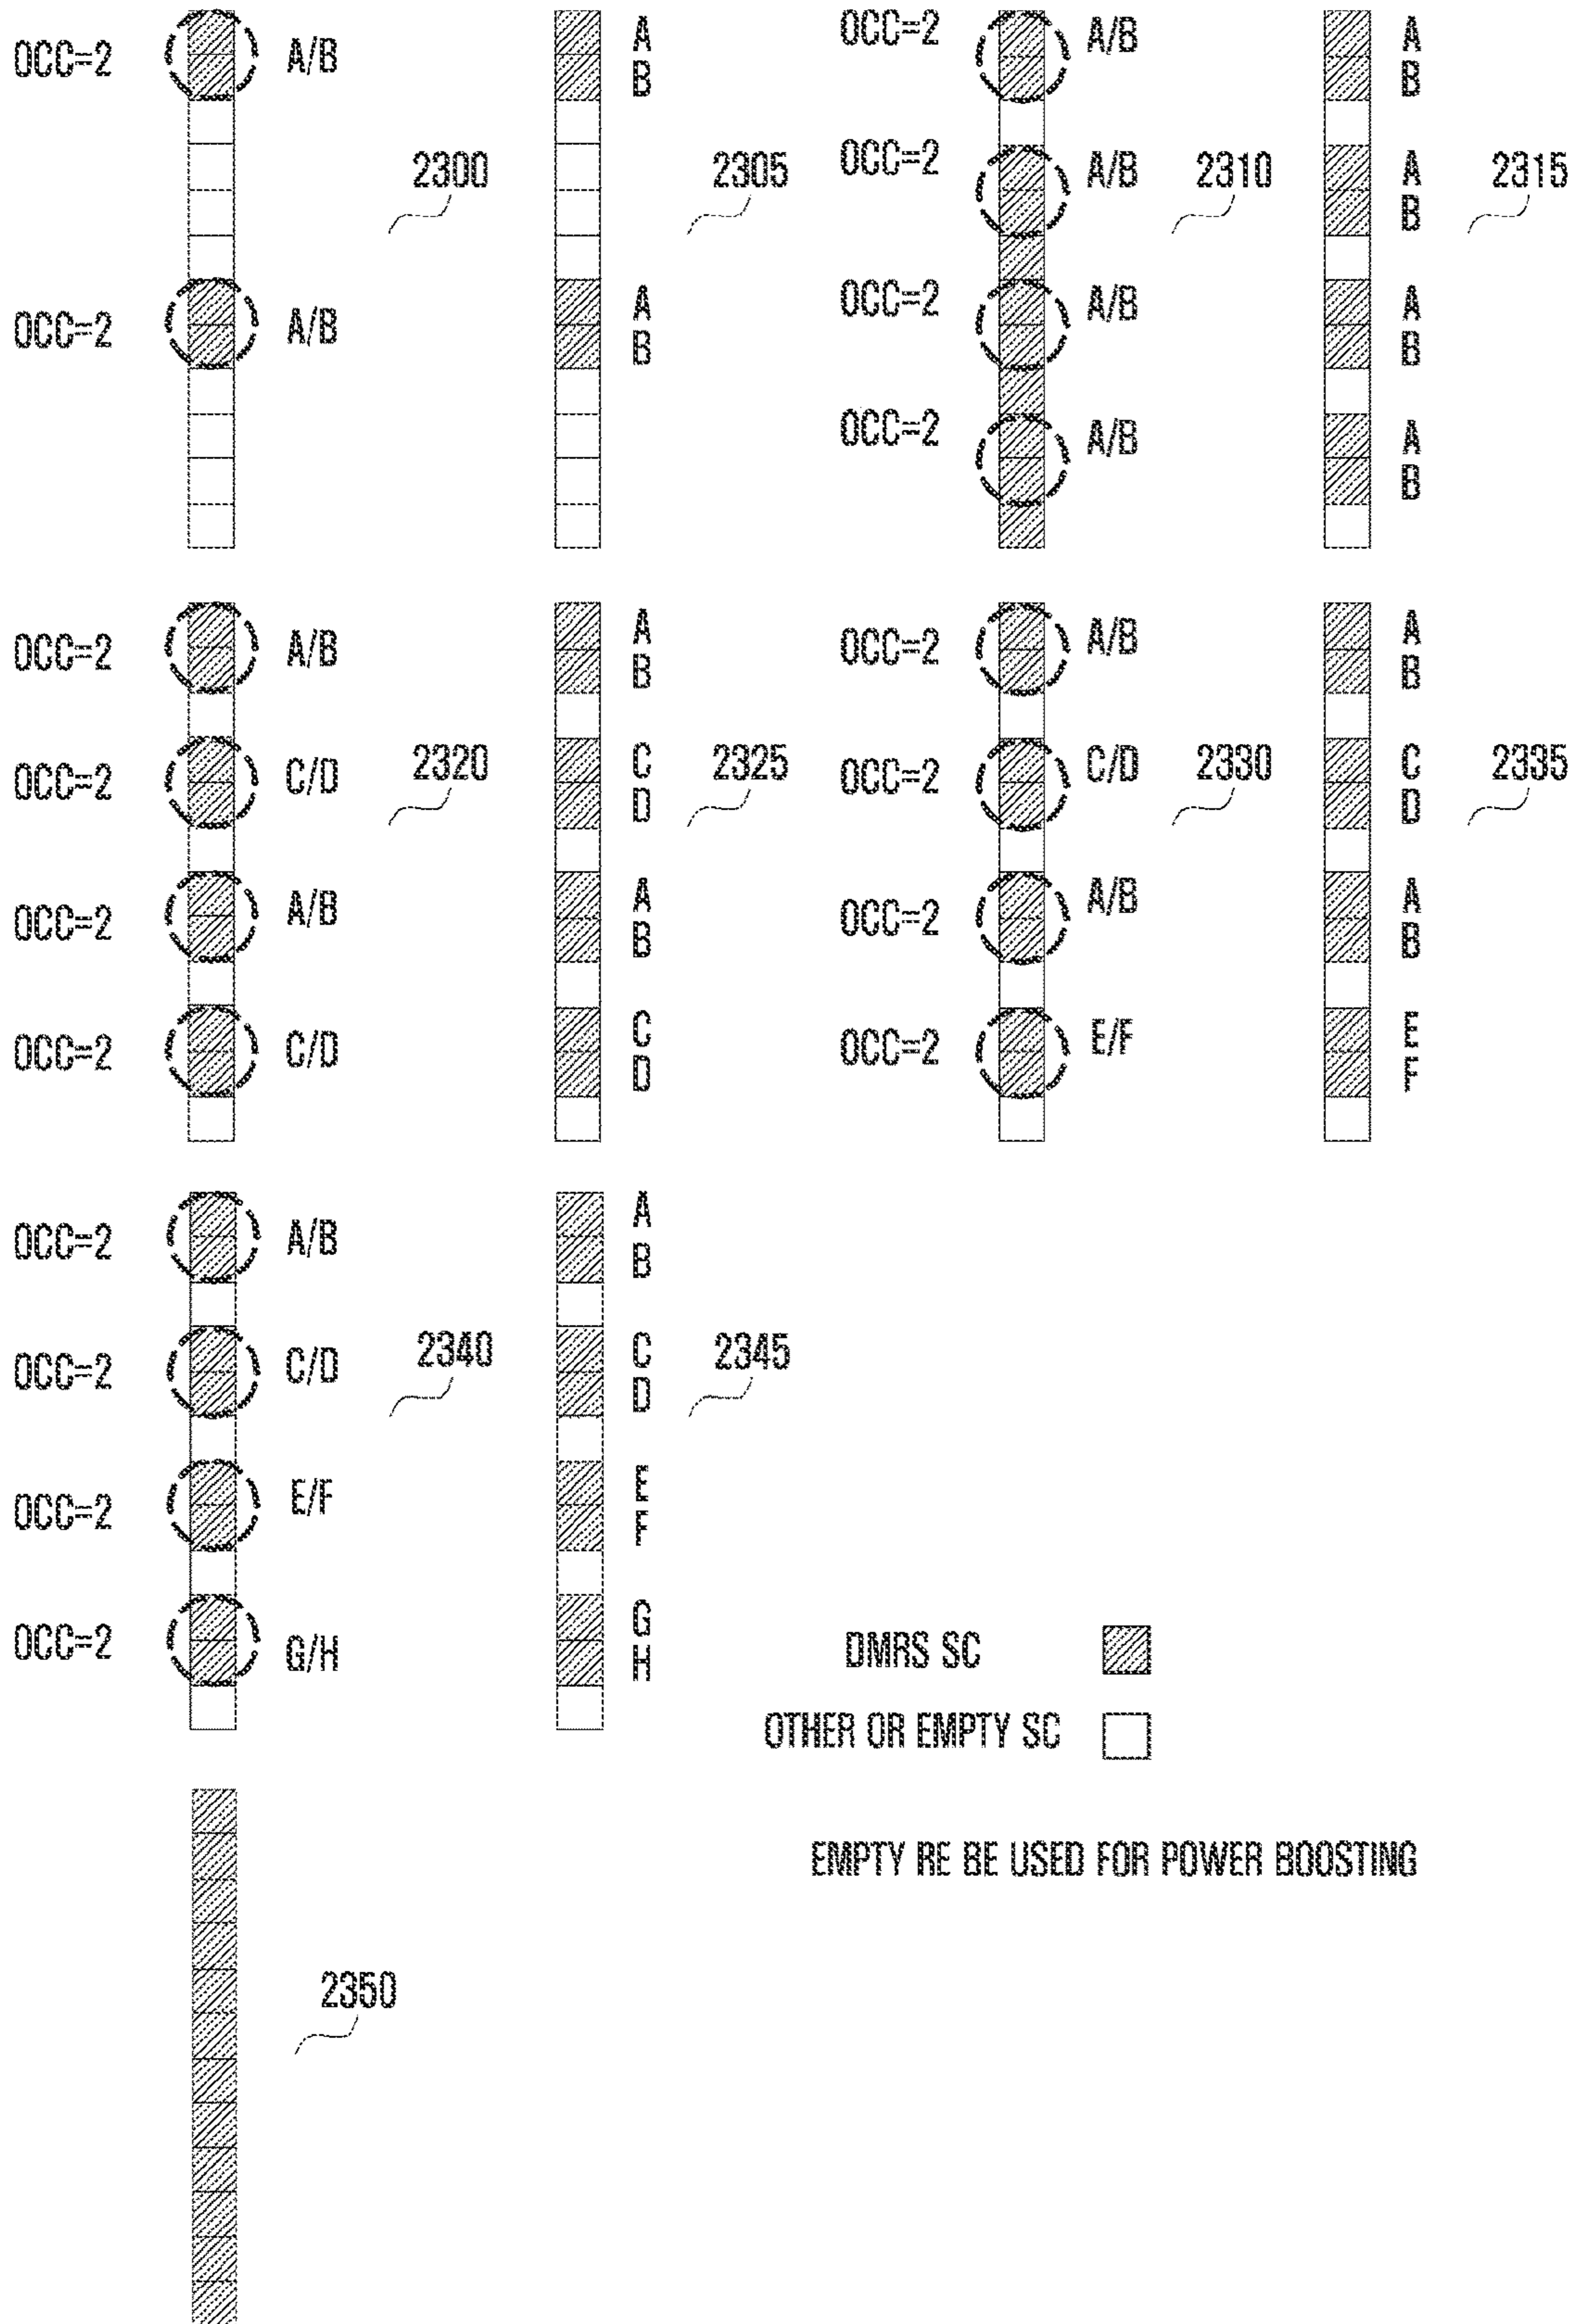 OCC=2 A/B A OCC=2 A/B A
B B
2300 2305 OCC=2 A/B 2310 A 2315
B
OCC=2 A/B A OCC=2 A/B A
B B
OCC=2 A/B A
B
OCC=2 A/B A OCC=2 A/B A
B B
OCC=2 C/D 2320 C 2325 OCC=2 C/D 2330 C 2335
D D
OCC=2 A/B A OCC=2 A/B A
B B
OCC=2 C/D C OCC=2 E/F E
D F
OCC=2 A/B A
B
OCC=2 C/D 2340 C 2345
D
OCC=2 E/F E
F
OCC=2 G/H G
H
DMRS SC
OTHER OR EMPTY SC
EMPTY RE BE USED FOR POWER BOOSTING
2350